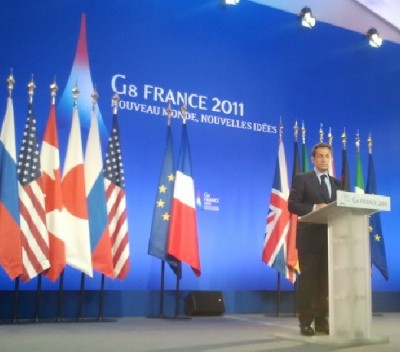 G8 FRANCE 2011
NOUVEAU MONDE, NOUVELLES IDÉES
G8 FRANCE 2011